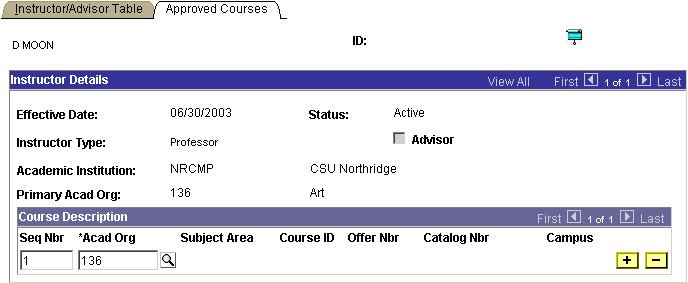 Instructor/Advisor Table Approved Courses
D MOON ID:
Instructor Details View All First 1 of 1 Last
Effective Date: 06/30/2003 Status: Active
Instructor Type: Professor Advisor
Academic Institution: NRCMP CSU Northridge
Primary Acad Org: 136 Art
Course Description First 1 of 1 Last
Seq Nbr *Acad Org Subject Area Course ID Offer Nbr Catalog Nbr Campus
1 136 + −